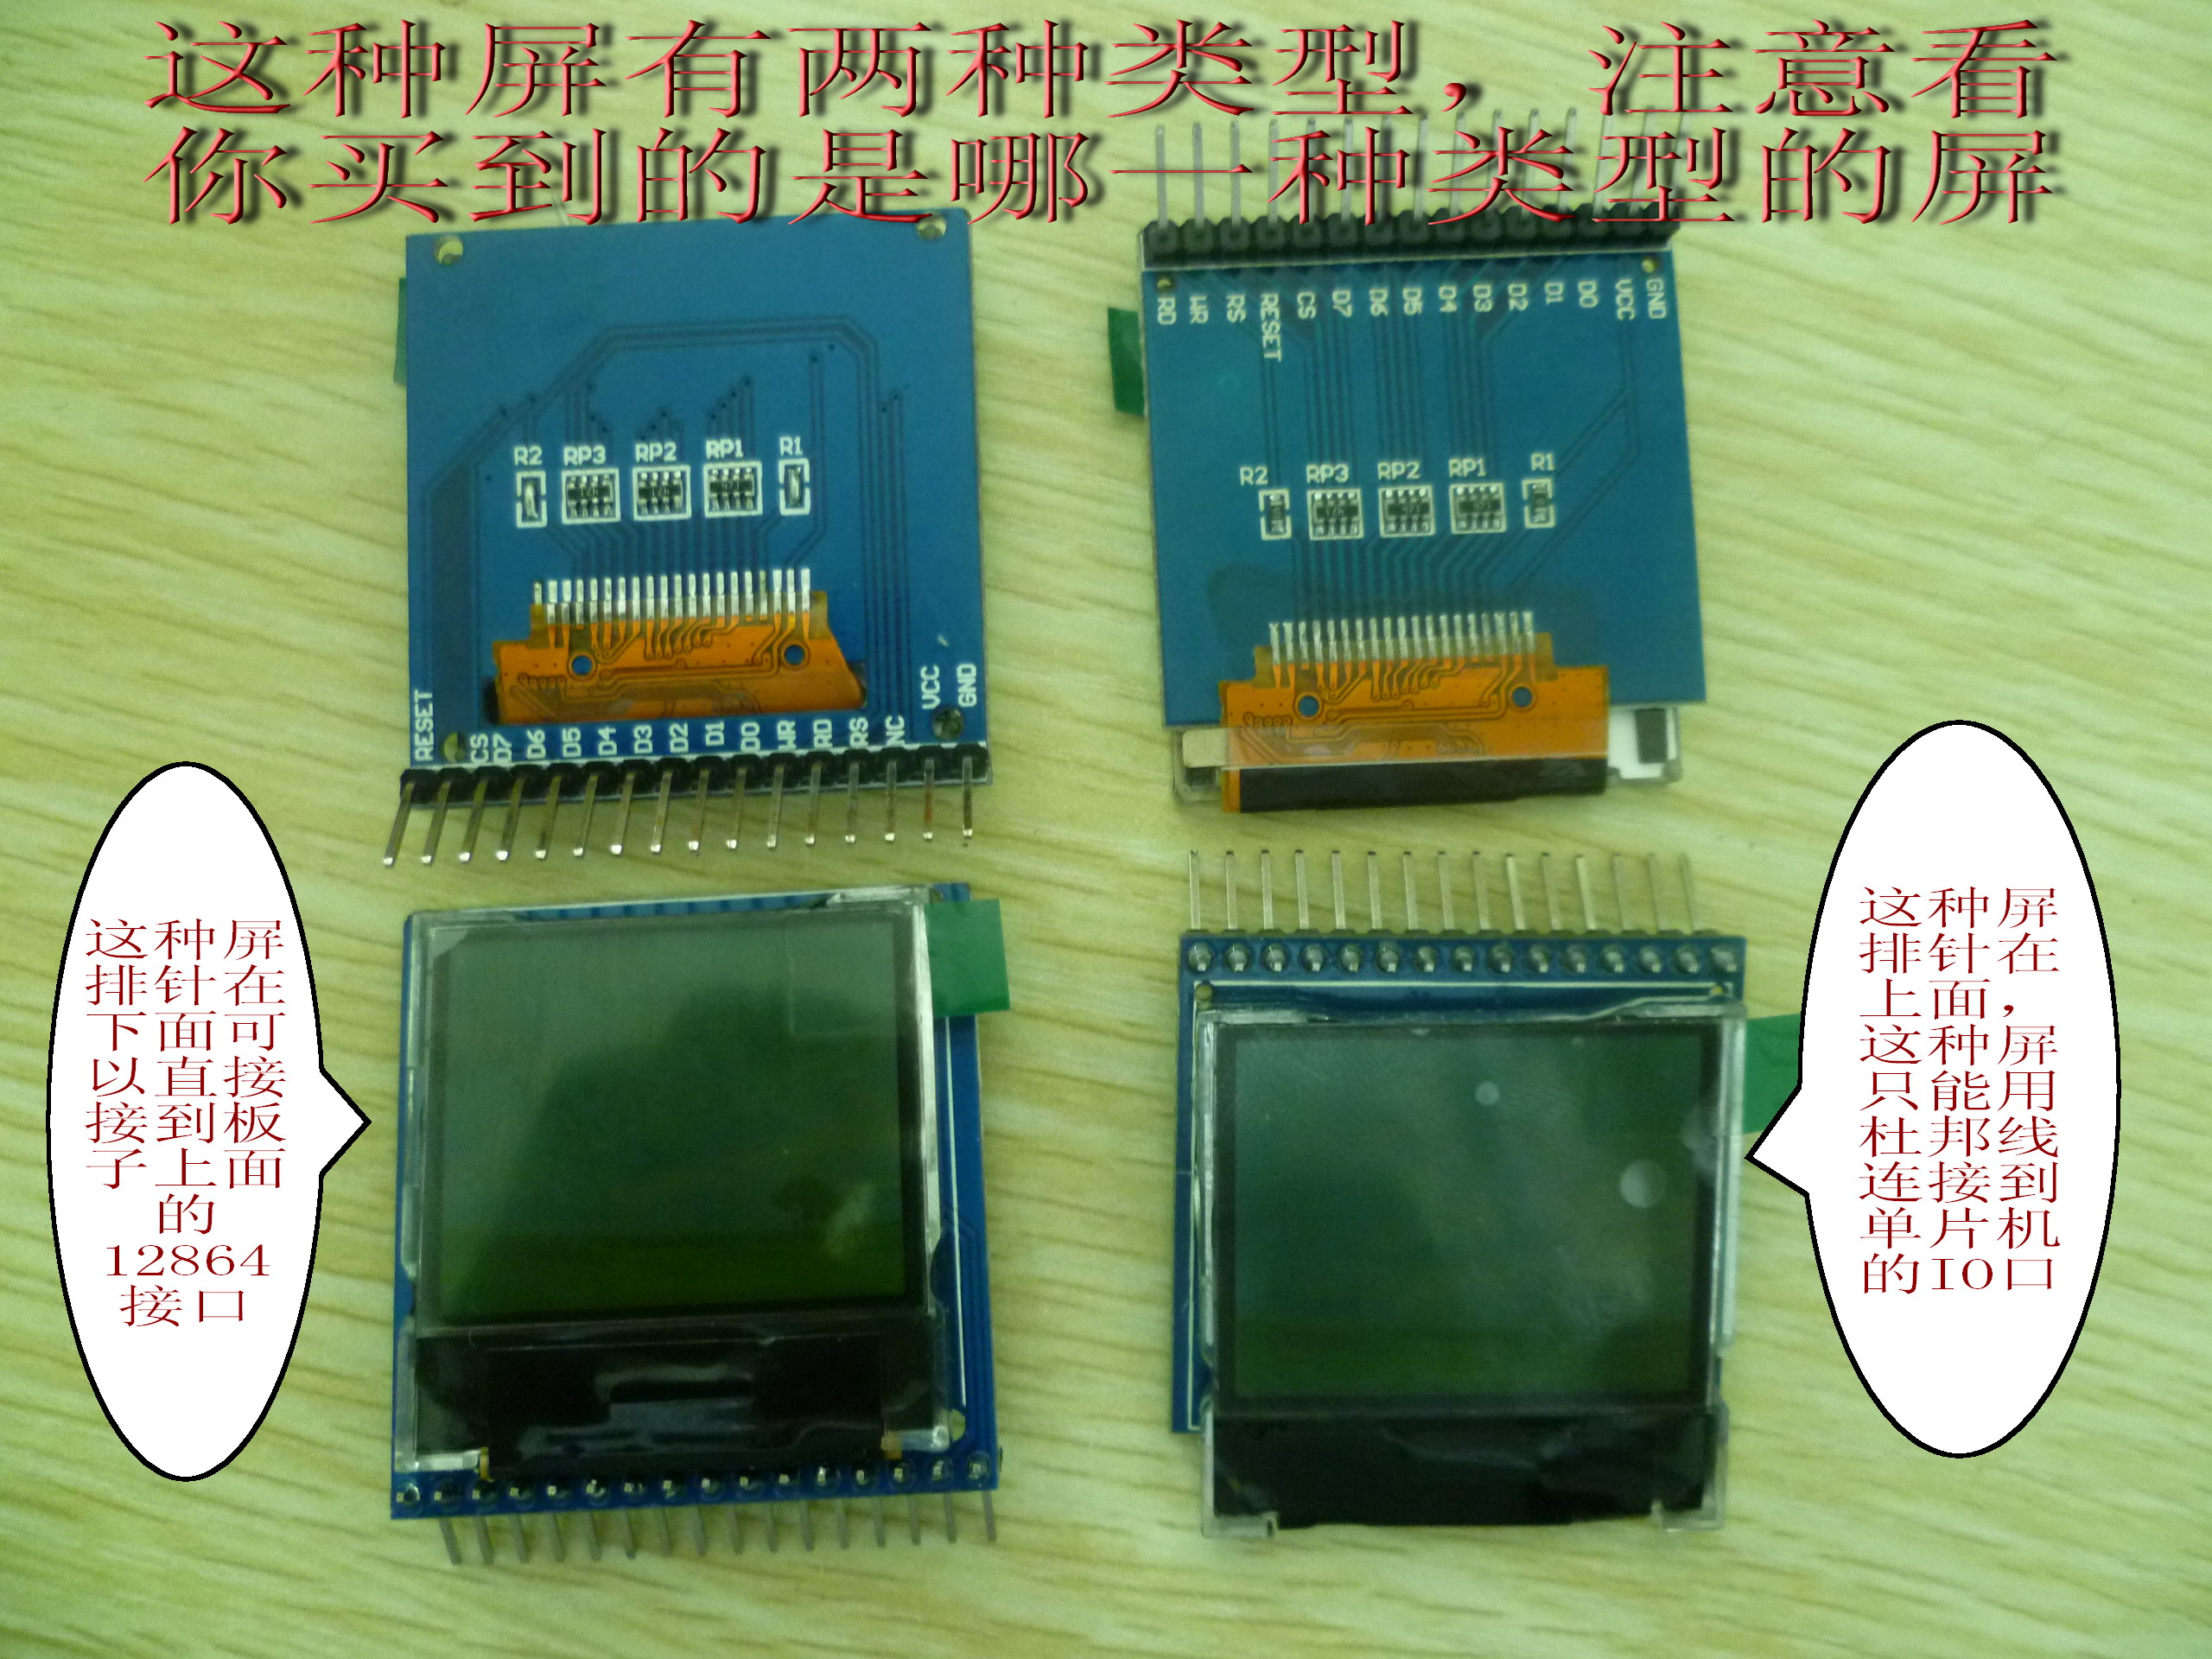 这种屏有两种类型，注意看
你买到的是哪一种类型的屏
R2 RP3 RP2 RP1 R1
RESET CS D7 D6 D5 D4 D3 D2 D1 D0 WR RD RS NC VCC GND
RD WR RS RESET CS D7 D6 D5 D4 D3 D2 D1 D0 VCC GND
R2 RP3 RP2 RP1 R1
这种屏
排针在
下面可
以直接
接到板
子上面
的
12864
接口
这种屏
排针在
上面，
这种屏
只能用
杜邦线
连接到
单片机
的IO口